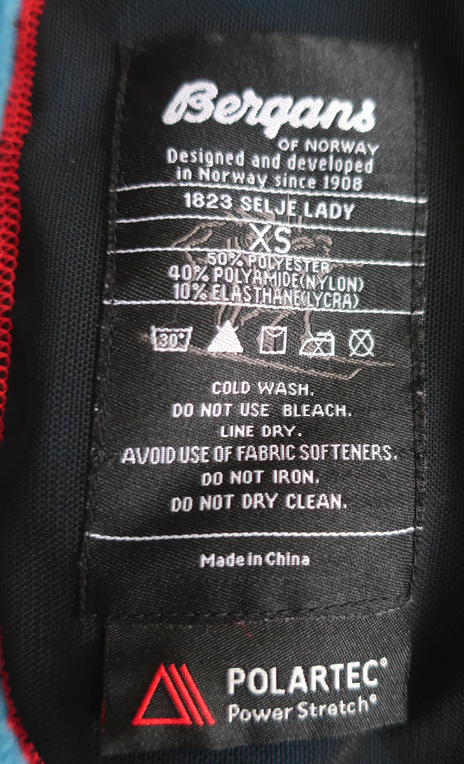 Bergans
OF NORWAY
Designed and developed
in Norway since 1908
1823 SELJE LADY
XS
50% POLYESTER
40% POLYAMIDE(NYLON)
10% ELASTHANE(LYCRA)
30°
COLD WASH.
DO NOT USE BLEACH.
LINE DRY.
AVOID USE OF FABRIC SOFTENERS.
DO NOT IRON.
DO NOT DRY CLEAN.
Made in China
POLARTEC®
Power Stretch®